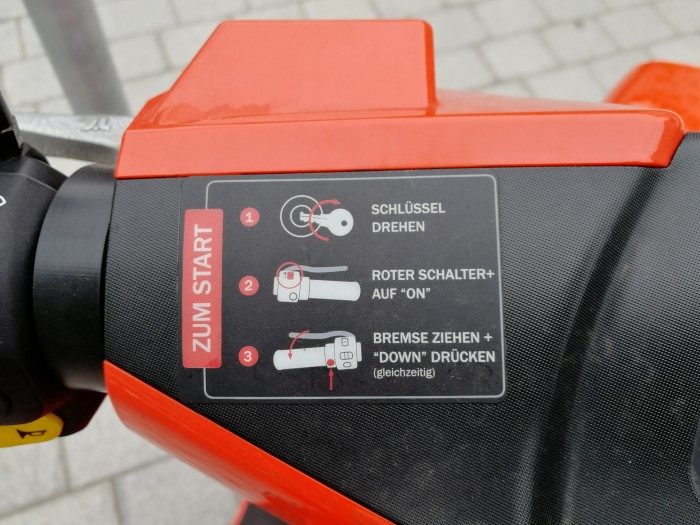 ZUM START
1
SCHLÜSSEL
DREHEN
2
ROTER SCHALTER+
AUF "ON"
3
BREMSE ZIEHEN +
"DOWN" DRÜCKEN
(gleichzeitig)